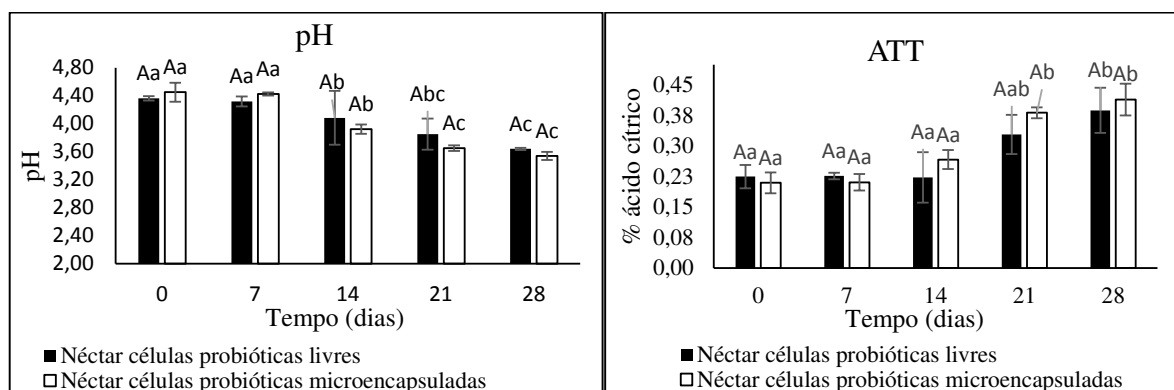 pH
4,80
4,40
4,00
3,60
3,20
2,80
2,40
2,00
pH
Aa Aa Aa Aa Ab Ab Abc Ac Ac Ac
0 7 14 21 28
Tempo (dias)
Néctar células probióticas livres
Néctar células probióticas microencapsuladas
ATT
0,45
0,38
0,30
0,23
0,15
0,08
0,00
% ácido cítrico
Aa Aa Aa Aa Aa Aa Aab Ab Ab Ab
0 7 14 21 28
Tempo (dias)
Néctar células probióticas livres
Néctar células probióticas microencapsuladas